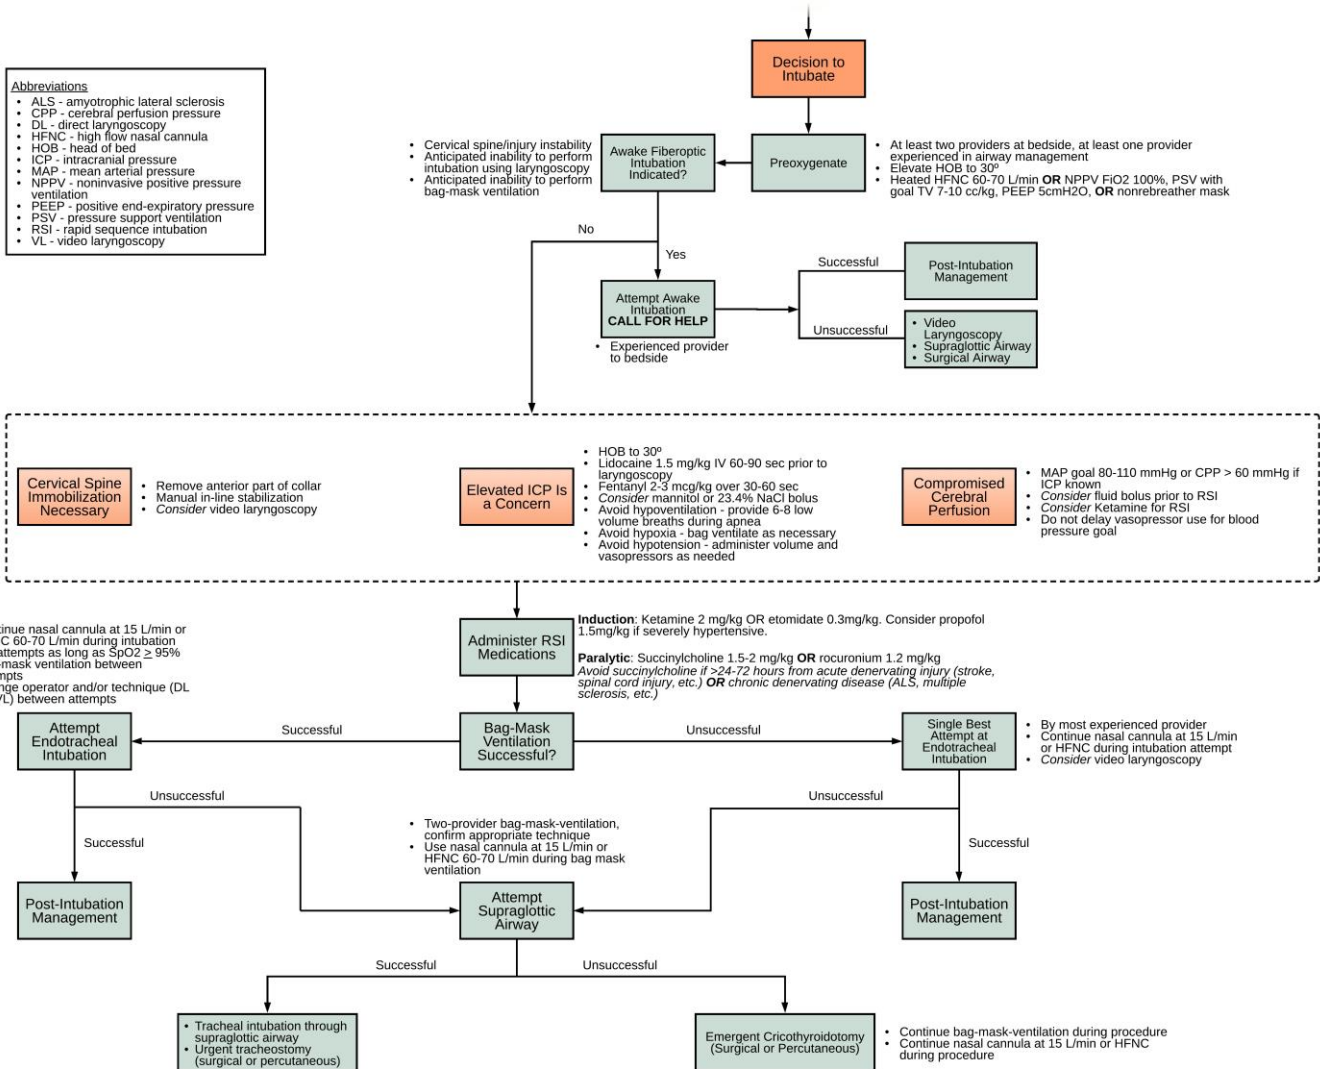 Decision to
Intubate
Abbreviations
• ALS - amyotrophic lateral sclerosis
• CPP - cerebral perfusion pressure
• DL - direct laryngoscopy
• HFNC - high flow nasal cannula
• HOB - head of bed
• ICP - intracranial pressure
• MAP - mean arterial pressure
• NPPV - noninvasive positive pressure
ventilation
• PEEP - positive end-expiratory pressure
• PSV - pressure support ventilation
• RSI - rapid sequence intubation
• VL - video laryngoscopy
• Cervical spine/injury instability
• Anticipated inability to perform
intubation using laryngoscopy
• Anticipated inability to perform
bag-mask ventilation
Awake Fiberoptic
Intubation
Indicated?
Preoxygenate
• At least two providers at bedside, at least one provider
experienced in airway management
• Elevate HOB to 30º
• Heated HFNC 60-70 L/min OR NPPV FiO2 100%, PSV with
goal TV 7-10 cc/kg, PEEP 5cmH2O, OR nonrebreather mask
No
Yes
Attempt Awake
Intubation
CALL FOR HELP
• Experienced provider
to bedside
Successful
Post-Intubation
Management
Unsuccessful
• Video
Laryngoscopy
• Supraglottic Airway
• Surgical Airway
Cervical Spine
Immobilization
Necessary
• Remove anterior part of collar
• Manual in-line stabilization
• Consider video laryngoscopy
Elevated ICP Is
a Concern
• HOB to 30º
• Lidocaine 1.5 mg/kg IV 60-90 sec prior to
laryngoscopy
• Fentanyl 2-3 mcg/kg over 30-60 sec
• Consider mannitol or 23.4% NaCl bolus
• Avoid hypoventilation - provide 6-8 low
volume breaths during apnea
• Avoid hypoxia - bag ventilate as necessary
• Avoid hypotension - administer volume and
vasopressors as needed
Compromised
Cerebral
Perfusion
• MAP goal 80-110 mmHg or CPP > 60 mmHg if
ICP known
• Consider fluid bolus prior to RSI
• Consider Ketamine for RSI
• Do not delay vasopressor use for blood
pressure goal
Administer RSI
Medications
Induction: Ketamine 2 mg/kg OR etomidate 0.3mg/kg. Consider propofol
1.5mg/kg if severely hypertensive.
Paralytic: Succinylcholine 1.5-2 mg/kg OR rocuronium 1.2 mg/kg
Avoid succinylcholine if >24-72 hours from acute denervating injury (stroke,
spinal cord injury, etc.) OR chronic denervating disease (ALS, multiple
sclerosis, etc.)
tinue nasal cannula at 15 L/min or
C 60-70 L/min during intubation
attempts as long as SpO2 ≥ 95%
-mask ventilation between
mpts
nge operator and/or technique (DL
VL) between attempts
Attempt
Endotracheal
Intubation
Successful
Bag-Mask
Ventilation
Successful?
Unsuccessful
Single Best
Attempt at
Endotracheal
Intubation
• By most experienced provider
• Continue nasal cannula at 15 L/min
or HFNC during intubation attempt
• Consider video laryngoscopy
Unsuccessful
Unsuccessful
Successful
Successful
• Two-provider bag-mask-ventilation,
confirm appropriate technique
• Use nasal cannula at 15 L/min or
HFNC 60-70 L/min during bag mask
ventilation
Post-Intubation
Management
Attempt
Supraglottic
Airway
Post-Intubation
Management
Successful
Unsuccessful
• Tracheal intubation through
supraglottic airway
• Urgent tracheostomy
(surgical or percutaneous)
Emergent Cricothyroidotomy
(Surgical or Percutaneous)
• Continue bag-mask-ventilation during procedure
• Continue nasal cannula at 15 L/min or HFNC
during procedure